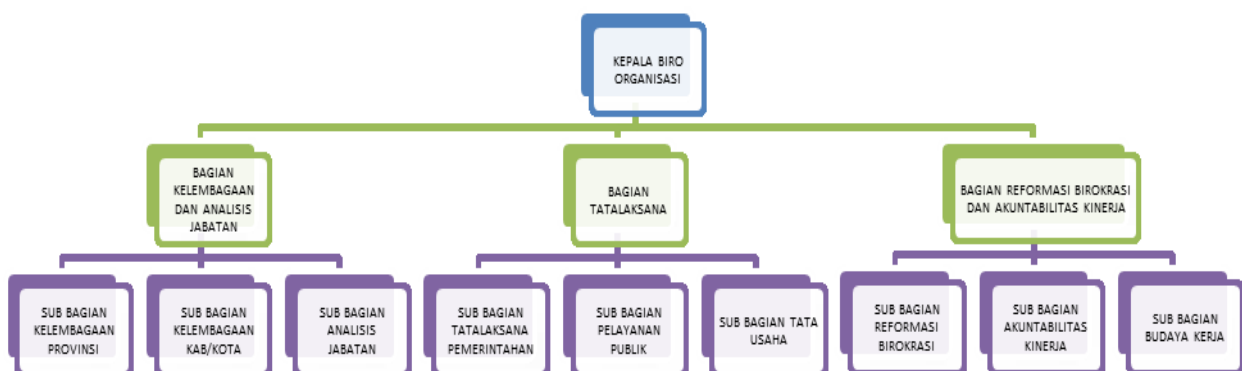 KEPALA BIRO
ORGANISASI
BAGIAN
KELEMBAGAAN
DAN ANALISIS
JABATAN
BAGIAN
TATALAKSANA
BAGIAN REFORMASI BIROKRASI
DAN AKUNTABILITAS KINERJA
SUB BAGIAN
KELEMBAGAAN
PROVINSI
SUB BAGIAN
KELEMBAGAAN
KAB/KOTA
SUB BAGIAN
ANALISIS
JABATAN
SUB BAGIAN
TATALAKSANA
PEMERINTAHAN
SUB BAGIAN
PELAYANAN
PUBLIK
SUB BAGIAN TATA
USAHA
SUB BAGIAN
REFORMASI
BIROKRASI
SUB BAGIAN
AKUNTABILITAS
KINERJA
SUB BAGIAN
BUDAYA KERJA